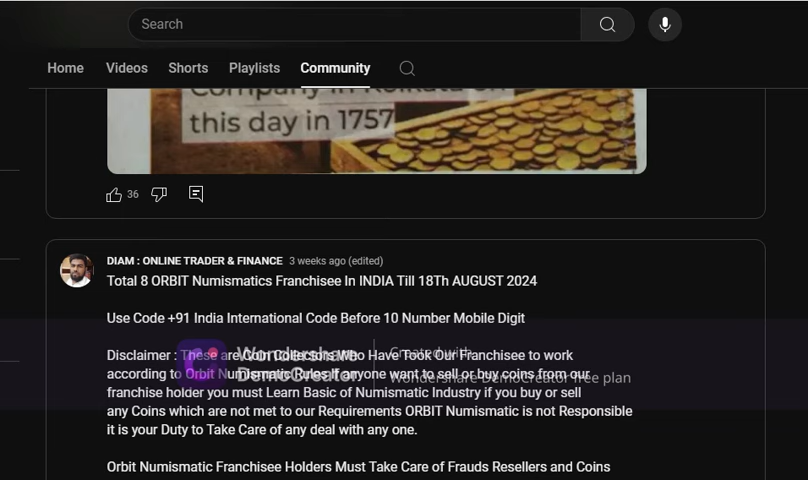 Search
Home Videos Shorts Playlists Community
Company in Kolkata on
this day in 1757
36
DIAM : ONLINE TRADER & FINANCE 3 weeks ago (edited)
Total 8 ORBIT Numismatics Franchisee In INDIA Till 18Th AUGUST 2024
Use Code +91 India International Code Before 10 Number Mobile Digit
Disclaimer : These are Coin Collectors Who Have Took Our Franchisee to work
according to Orbit Numismatic Rules If anyone want to sell or buy coins from our
franchise holder you must Learn Basic of Numismatic Industry if you buy or sell
any Coins which are not met to our Requirements ORBIT Numismatic is not Responsible
it is your Duty to Take Care of any deal with any one.
Orbit Numismatic Franchisee Holders Must Take Care of Frauds Resellers and Coins
Wondershare
DemoCreator
Created with
Wondershare DemoCreator free plan